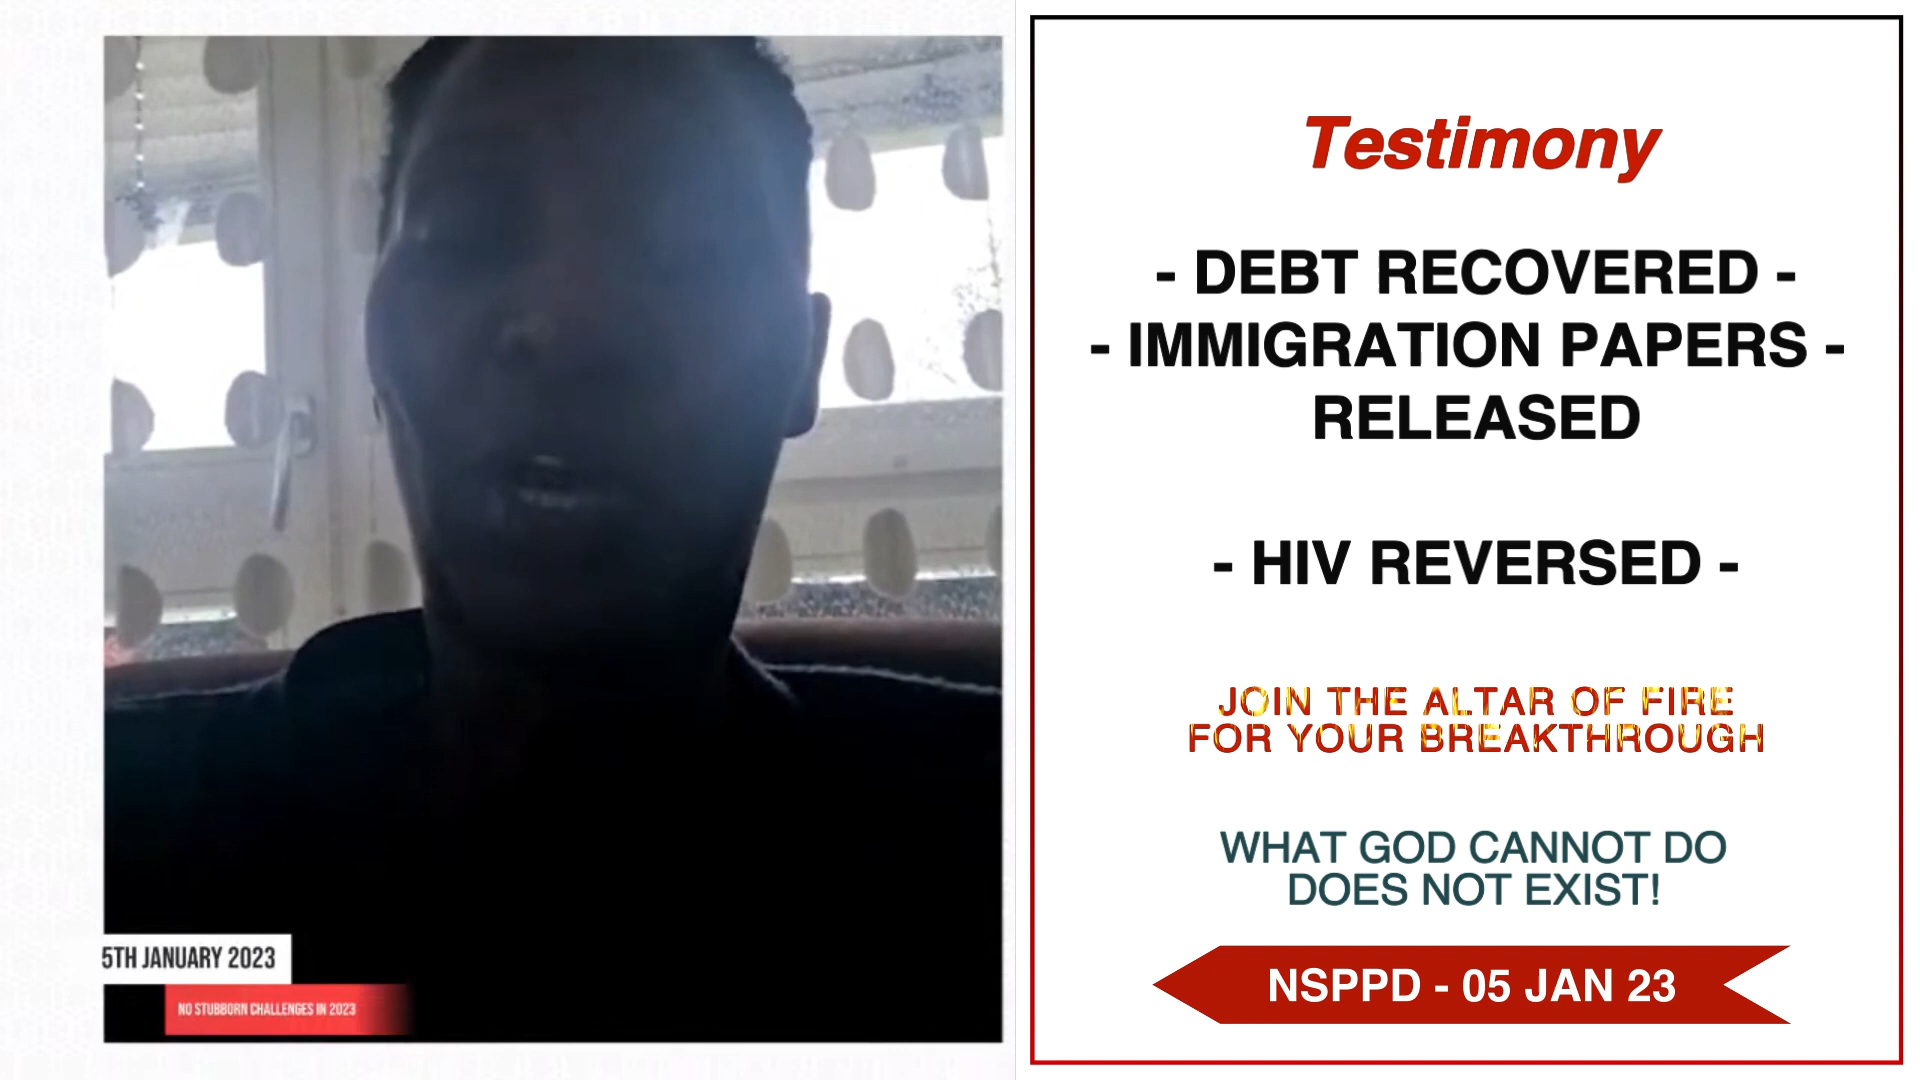 5TH JANUARY 2023
NO STUBBORN CHALLENGES IN 2023
Testimony
- DEBT RECOVERED -
- IMMIGRATION PAPERS -
RELEASED
- HIV REVERSED -
JOIN THE ALTAR OF FIRE
FOR YOUR BREAKTHROUGH
WHAT GOD CANNOT DO
DOES NOT EXIST!
NSPPD - 05 JAN 23